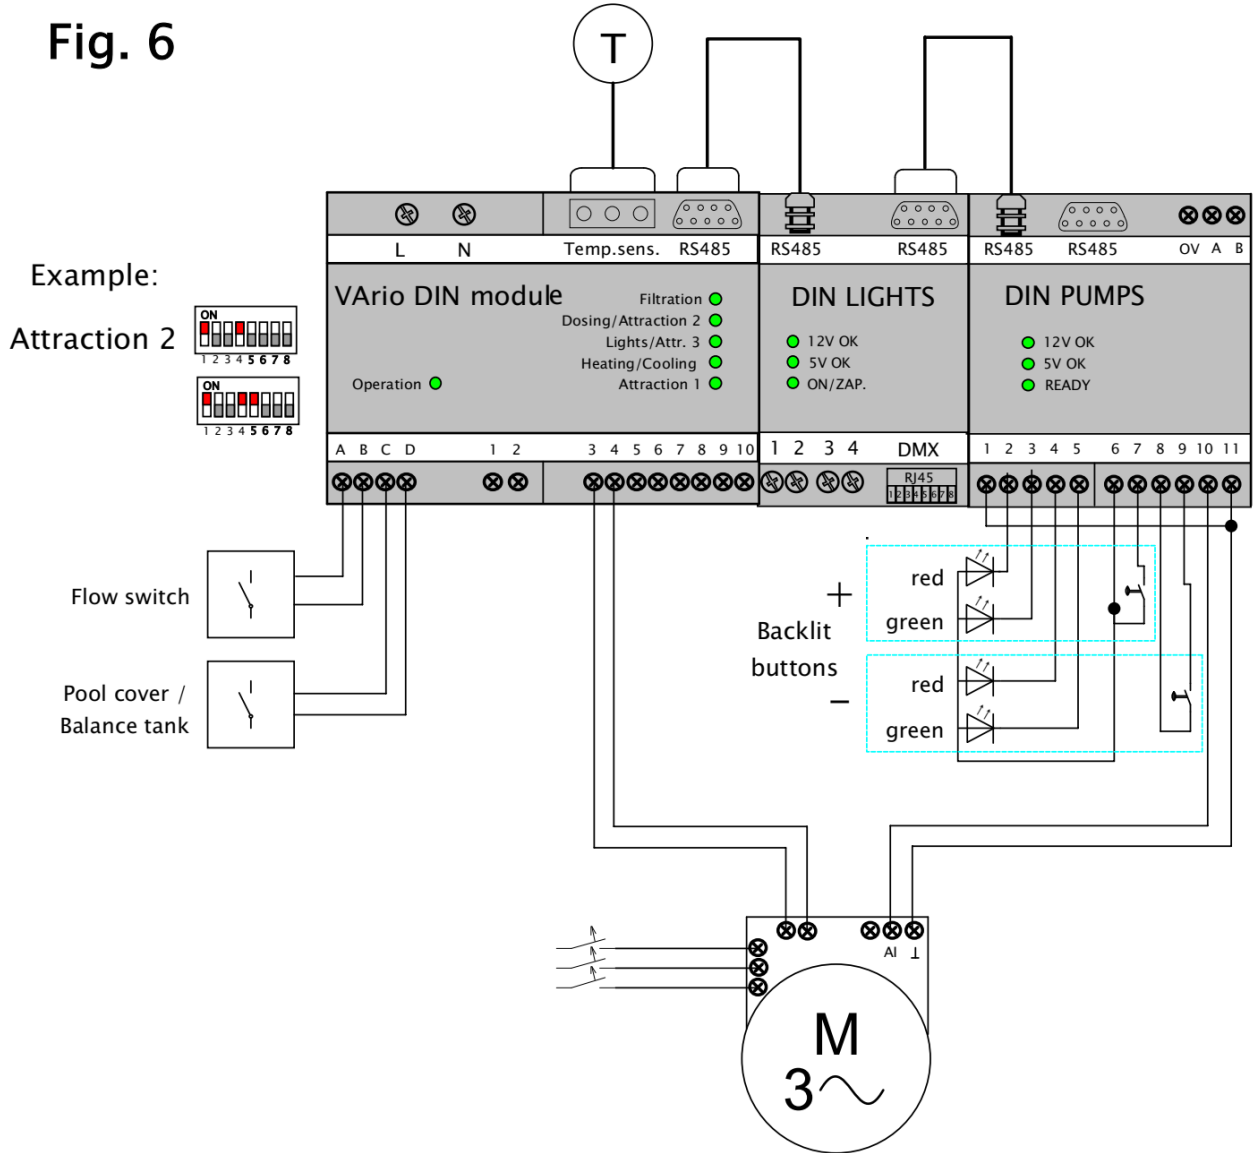 Fig. 6
T
L N Temp.sens. RS485 RS485 RS485 RS485 RS485 OV A B
Example:
Attraction 2
ON
1 2 3 4 5 6 7 8
ON
1 2 3 4 5 6 7 8
VArio DIN module
Operation
Filtration
Dosing/Attraction 2
Lights/Attr. 3
Heating/Cooling
Attraction 1
DIN LIGHTS
12V OK
5V OK
ON/ZAP.
DIN PUMPS
12V OK
5V OK
READY
A B C D 1 2 3 4 5 6 7 8 9 10 1 2 3 4 DMX 1 2 3 4 5 6 7 8 9 10 11
RJ45
1 2 3 4 5 6 7 8
Flow switch
Pool cover /
Balance tank
+
Backlit
buttons
−
red
green
red
green
AI ⊥
M
3~